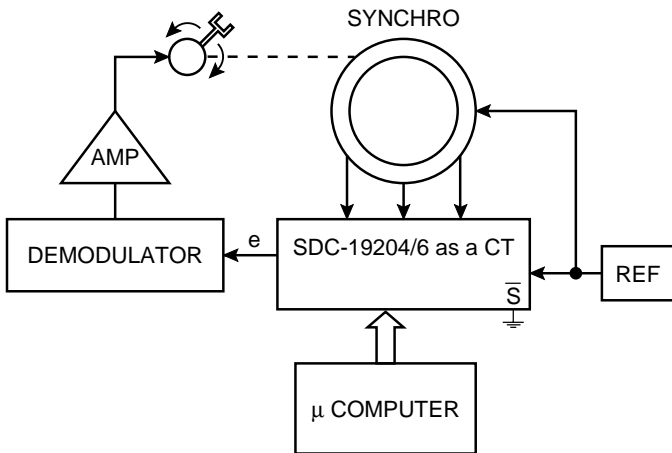 SYNCHRO
AMP
DEMODULATOR
e
SDC-19204/6 as a CT
S̅
REF
μ COMPUTER